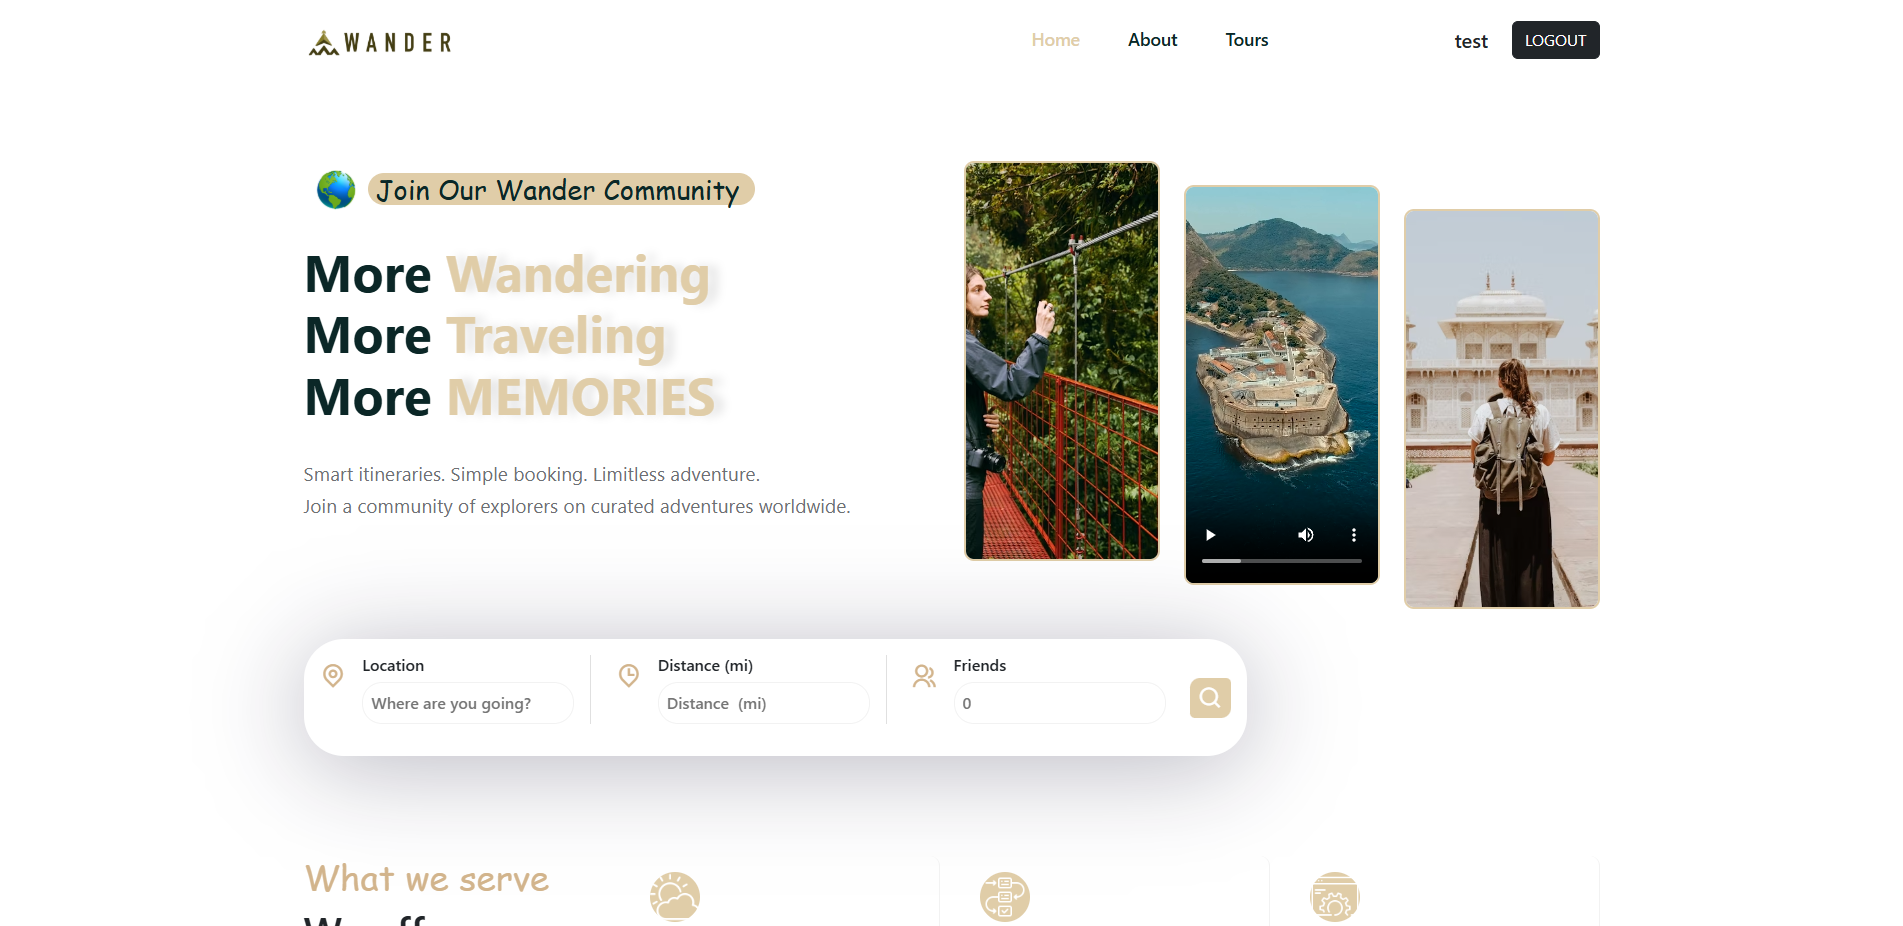 WANDER
Home About Tours test LOGOUT
Join Our Wander Community
More Wandering
More Traveling
More MEMORIES
Smart itineraries. Simple booking. Limitless adventure.
Join a community of explorers on curated adventures worldwide.
Location
Where are you going?
Distance (mi)
Distance (mi)
Friends
0
What we serve